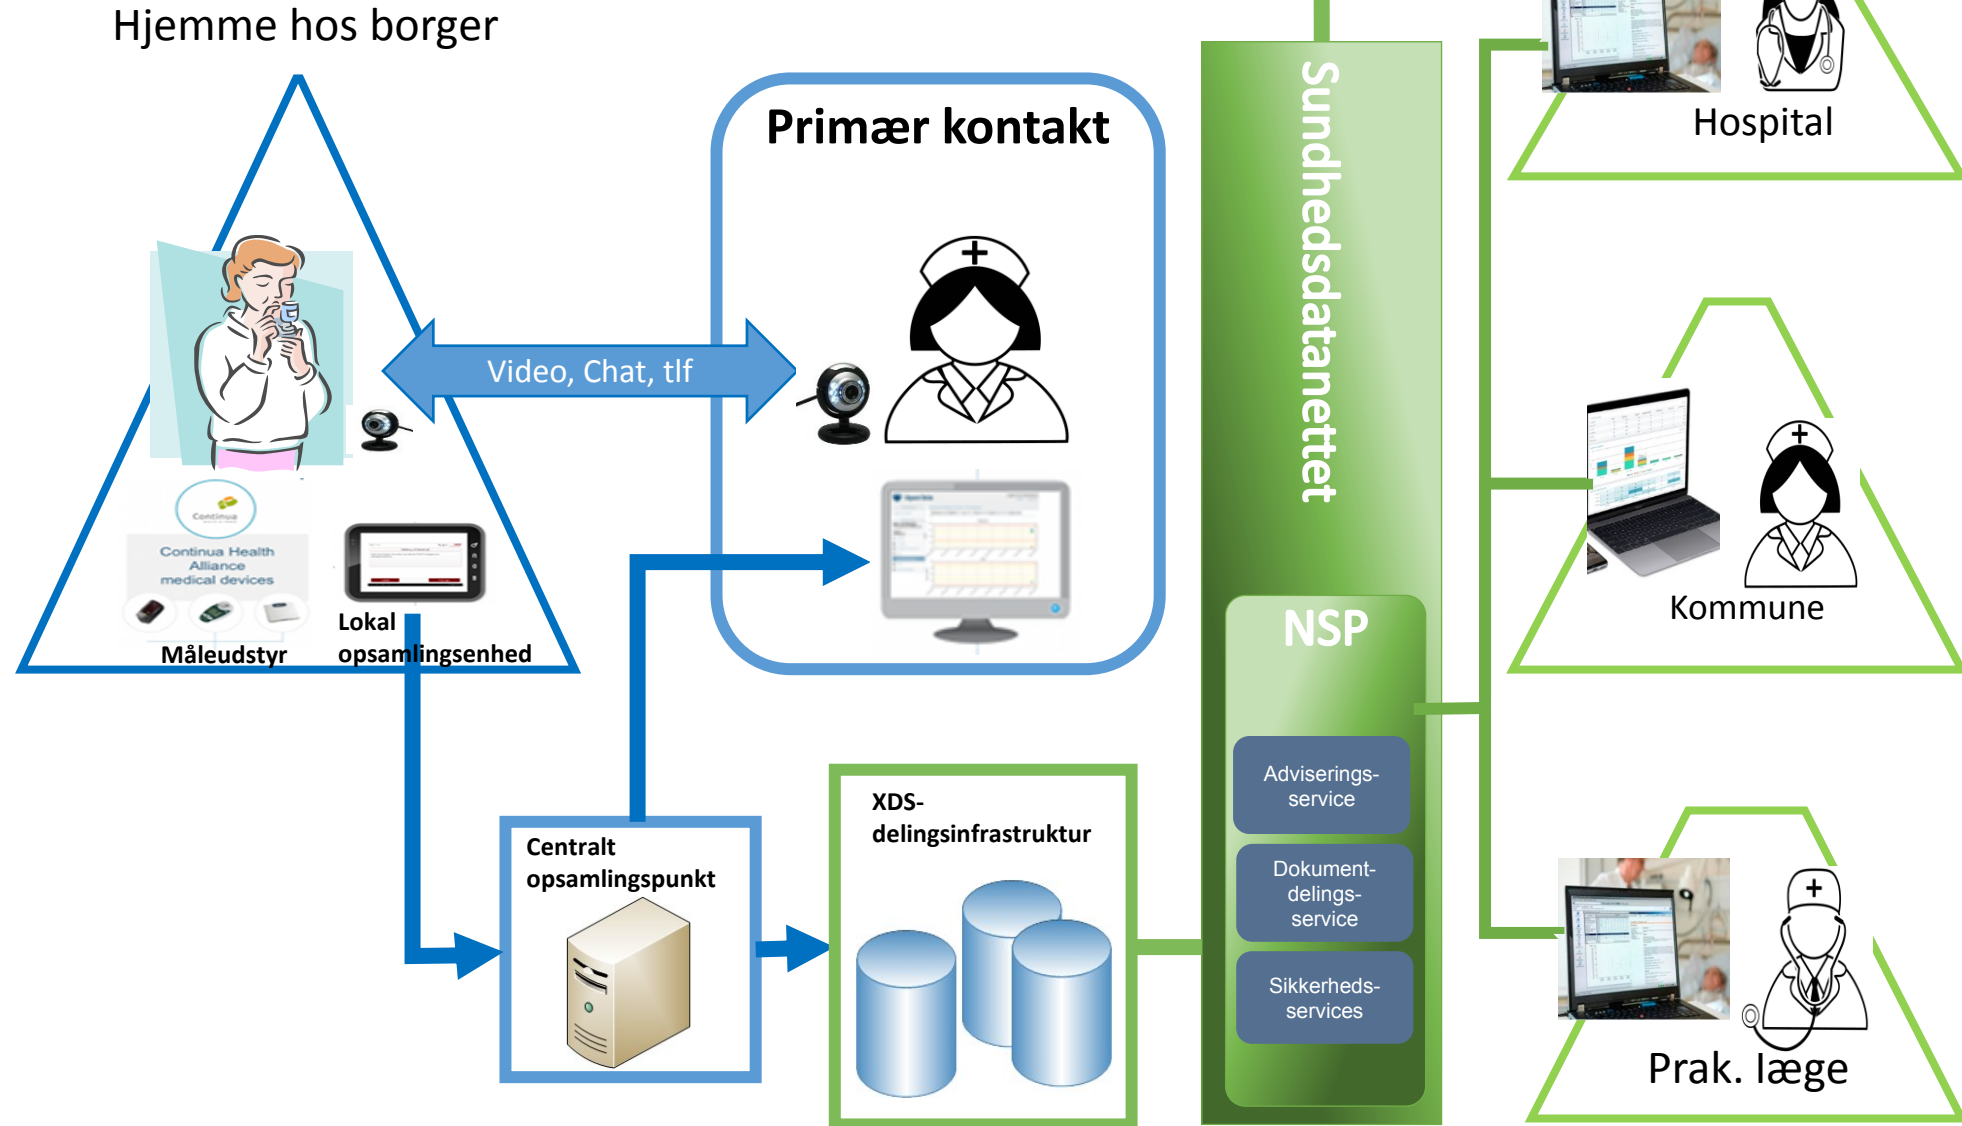 Hjemme hos borger
Primær kontakt
Video, Chat, tlf
Continua
Continua Health
Alliance
medical devices
Måleudstyr
Lokal
opsamlingsenhed
Centralt
opsamlingspunkt
XDS-
delingsinfrastruktur
Sundhedsdatanettet
NSP
Adviserings-
service
Dokument-
delings-
service
Sikkerheds-
services
Hospital
Kommune
Prak. læge